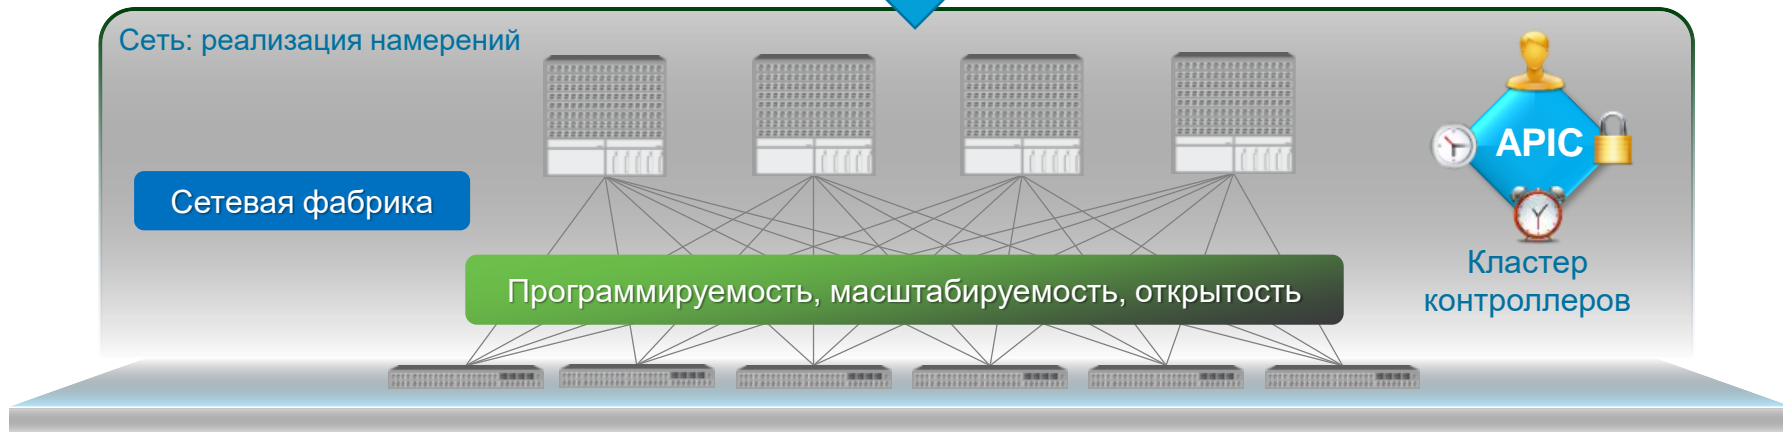 Сеть: реализация намерений
APIC
Сетевая фабрика
Кластер
контроллеров
Программируемость, масштабируемость, открытость